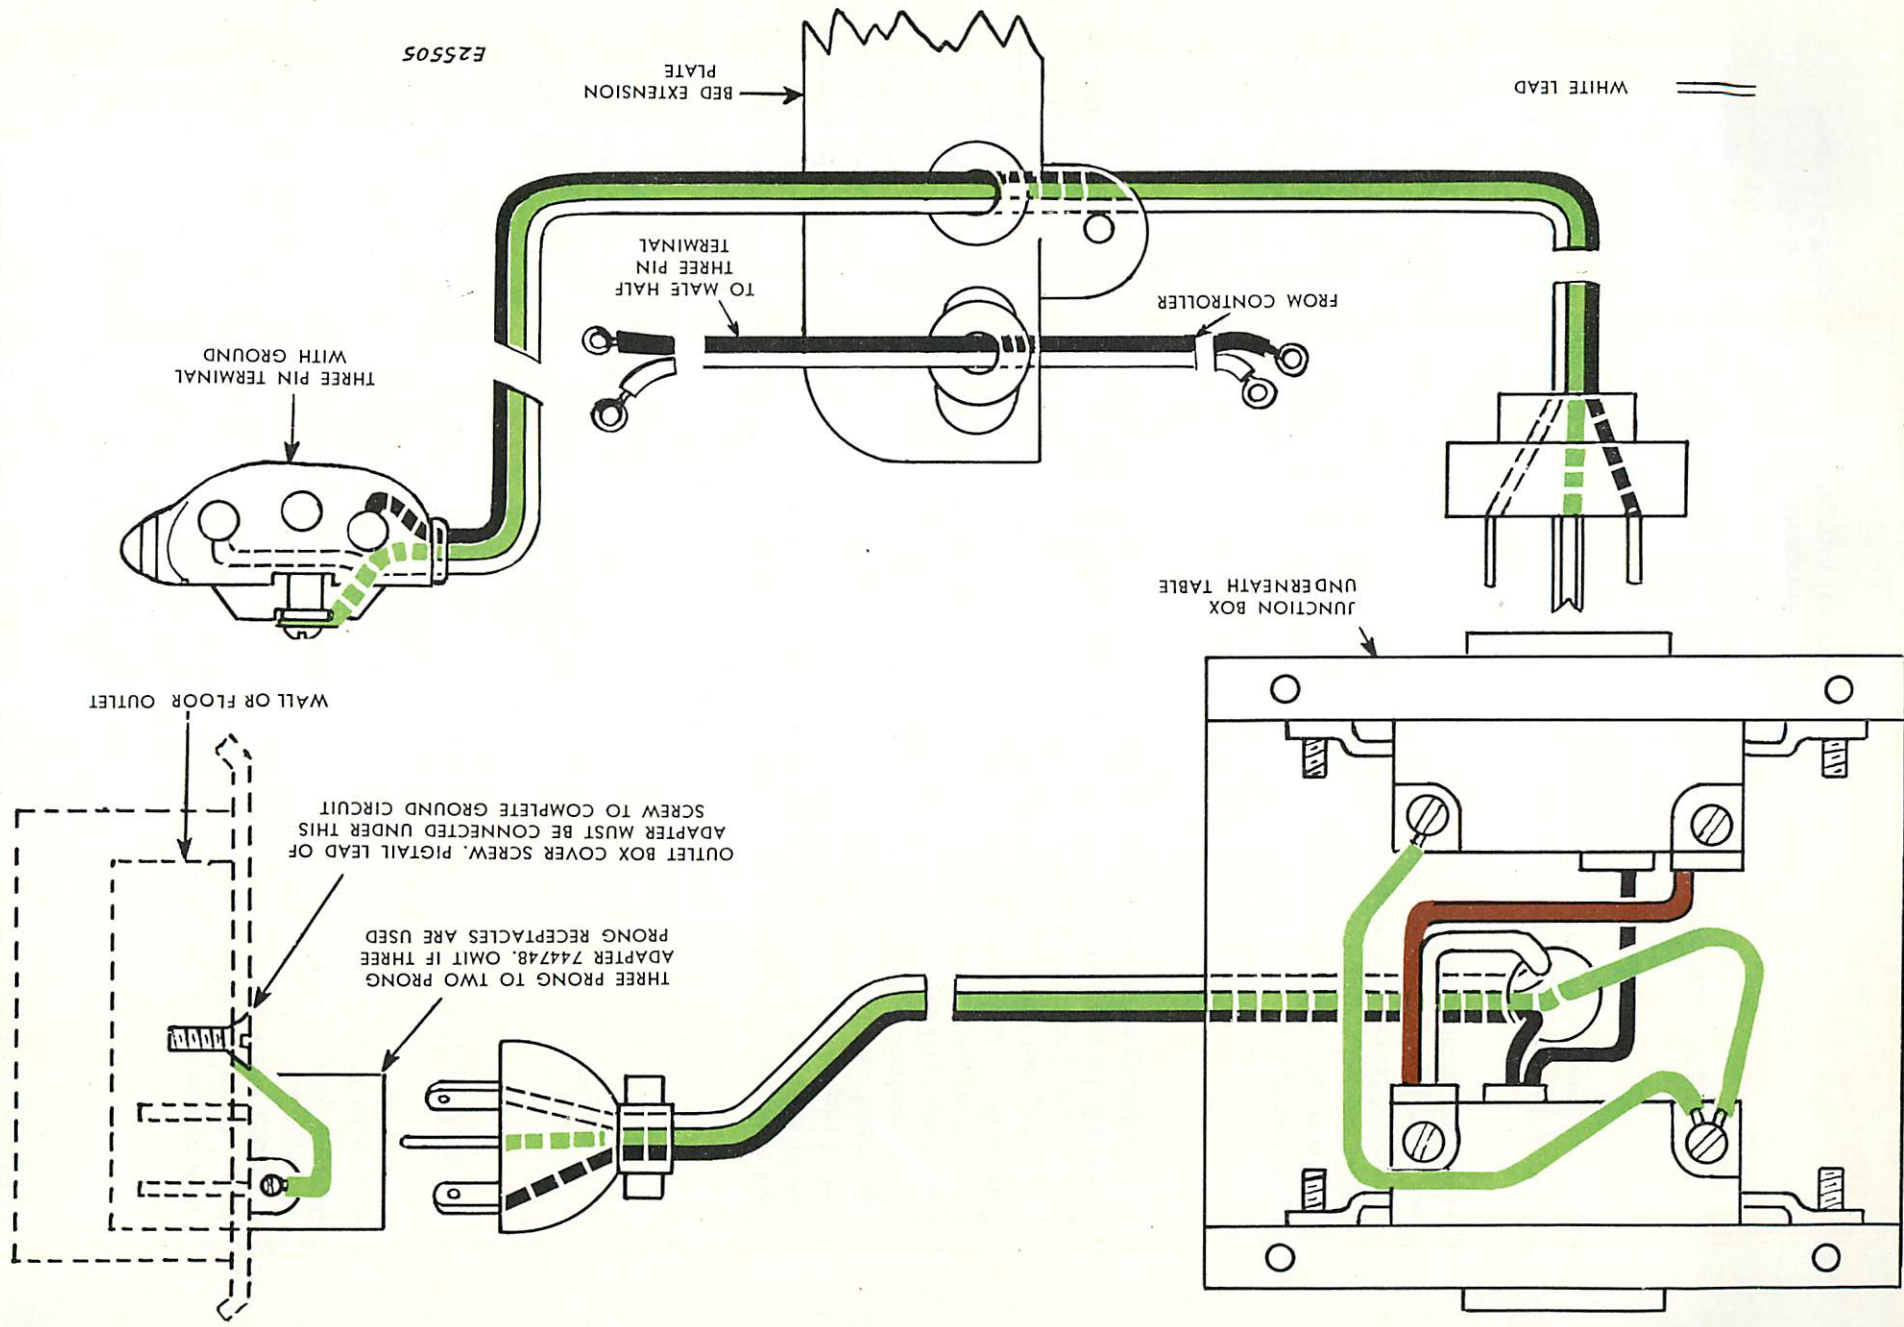 THREE PRONG TO TWO PRONG
ADAPTER 744748. OMIT IF THREE
PRONG RECEPTACLES ARE USED
OUTLET BOX COVER SCREW. PIGTAIL LEAD OF
ADAPTER MUST BE CONNECTED UNDER THIS
SCREW TO COMPLETE GROUND CIRCUIT
WALL OR FLOOR OUTLET
JUNCTION BOX
UNDERNEATH TABLE
THREE PIN TERMINAL
WITH GROUND
FROM CONTROLLER
TO MALE HALF
THREE PIN
TERMINAL
WHITE LEAD
BED EXTENSION
PLATE
E25505